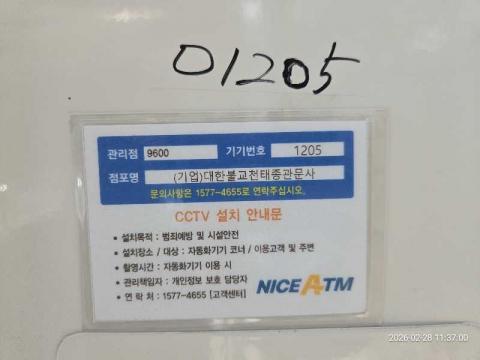 01205
관리점 9600 기기번호 1205
점포명 (기업)대한불교천태종관문사
문의사항은 1577-4655로 연락주십시오.
CCTV 설치 안내문
• 설치목적 : 범죄예방 및 시설안전
• 설치장소 / 대상 : 자동화기기 코너 / 이용고객 및 주변
• 촬영시간 : 자동화기기 이용 시
• 관리책임자 : 개인정보 보호 담당자
• 연 락 처 : 1577-4655 [고객센터]
NICE ATM
2026-02-28 11:37:00